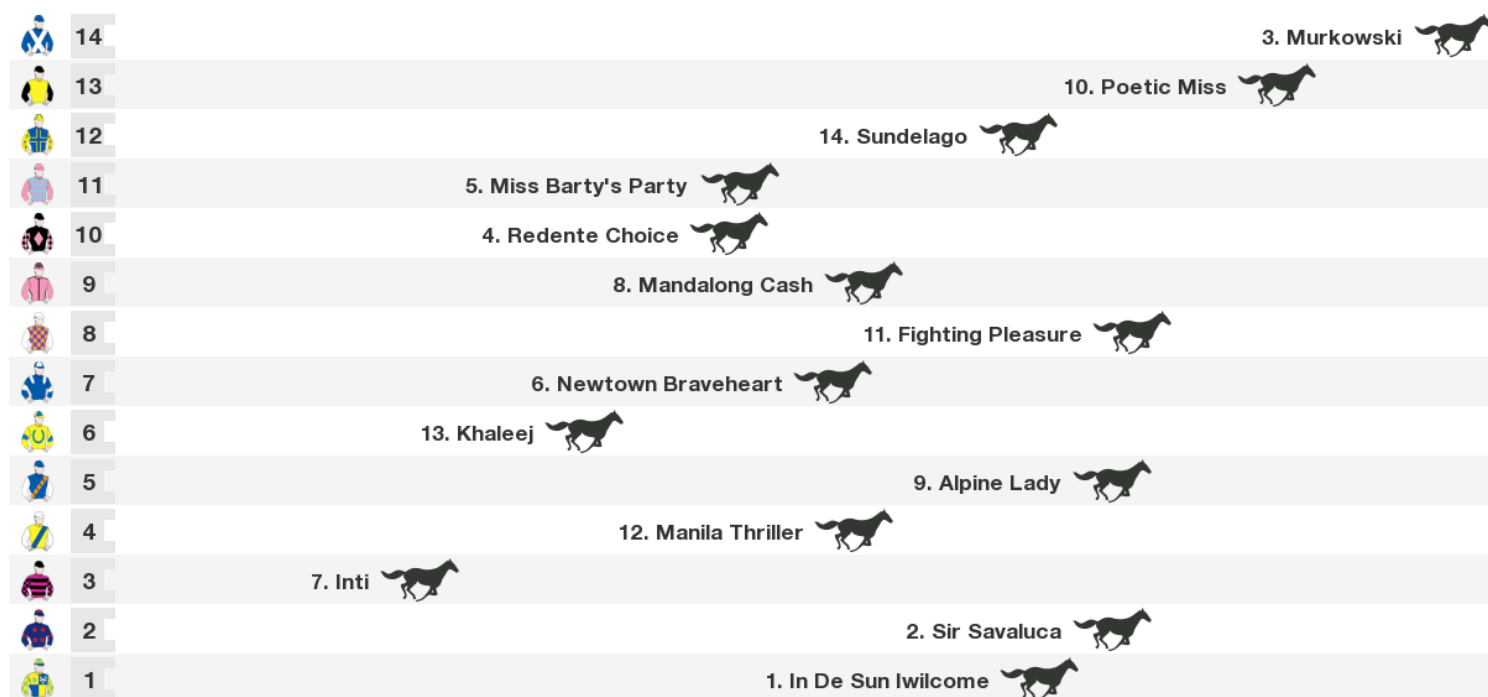 14 3. Murkowski
13 10. Poetic Miss
12 14. Sundelago
11 5. Miss Barty's Party
10 4. Redente Choice
9 8. Mandalong Cash
8 11. Fighting Pleasure
7 6. Newtown Braveheart
6 13. Khaleej
5 9. Alpine Lady
4 12. Manila Thriller
3 7. Inti
2 2. Sir Savaluca
1 1. In De Sun Iwilcome